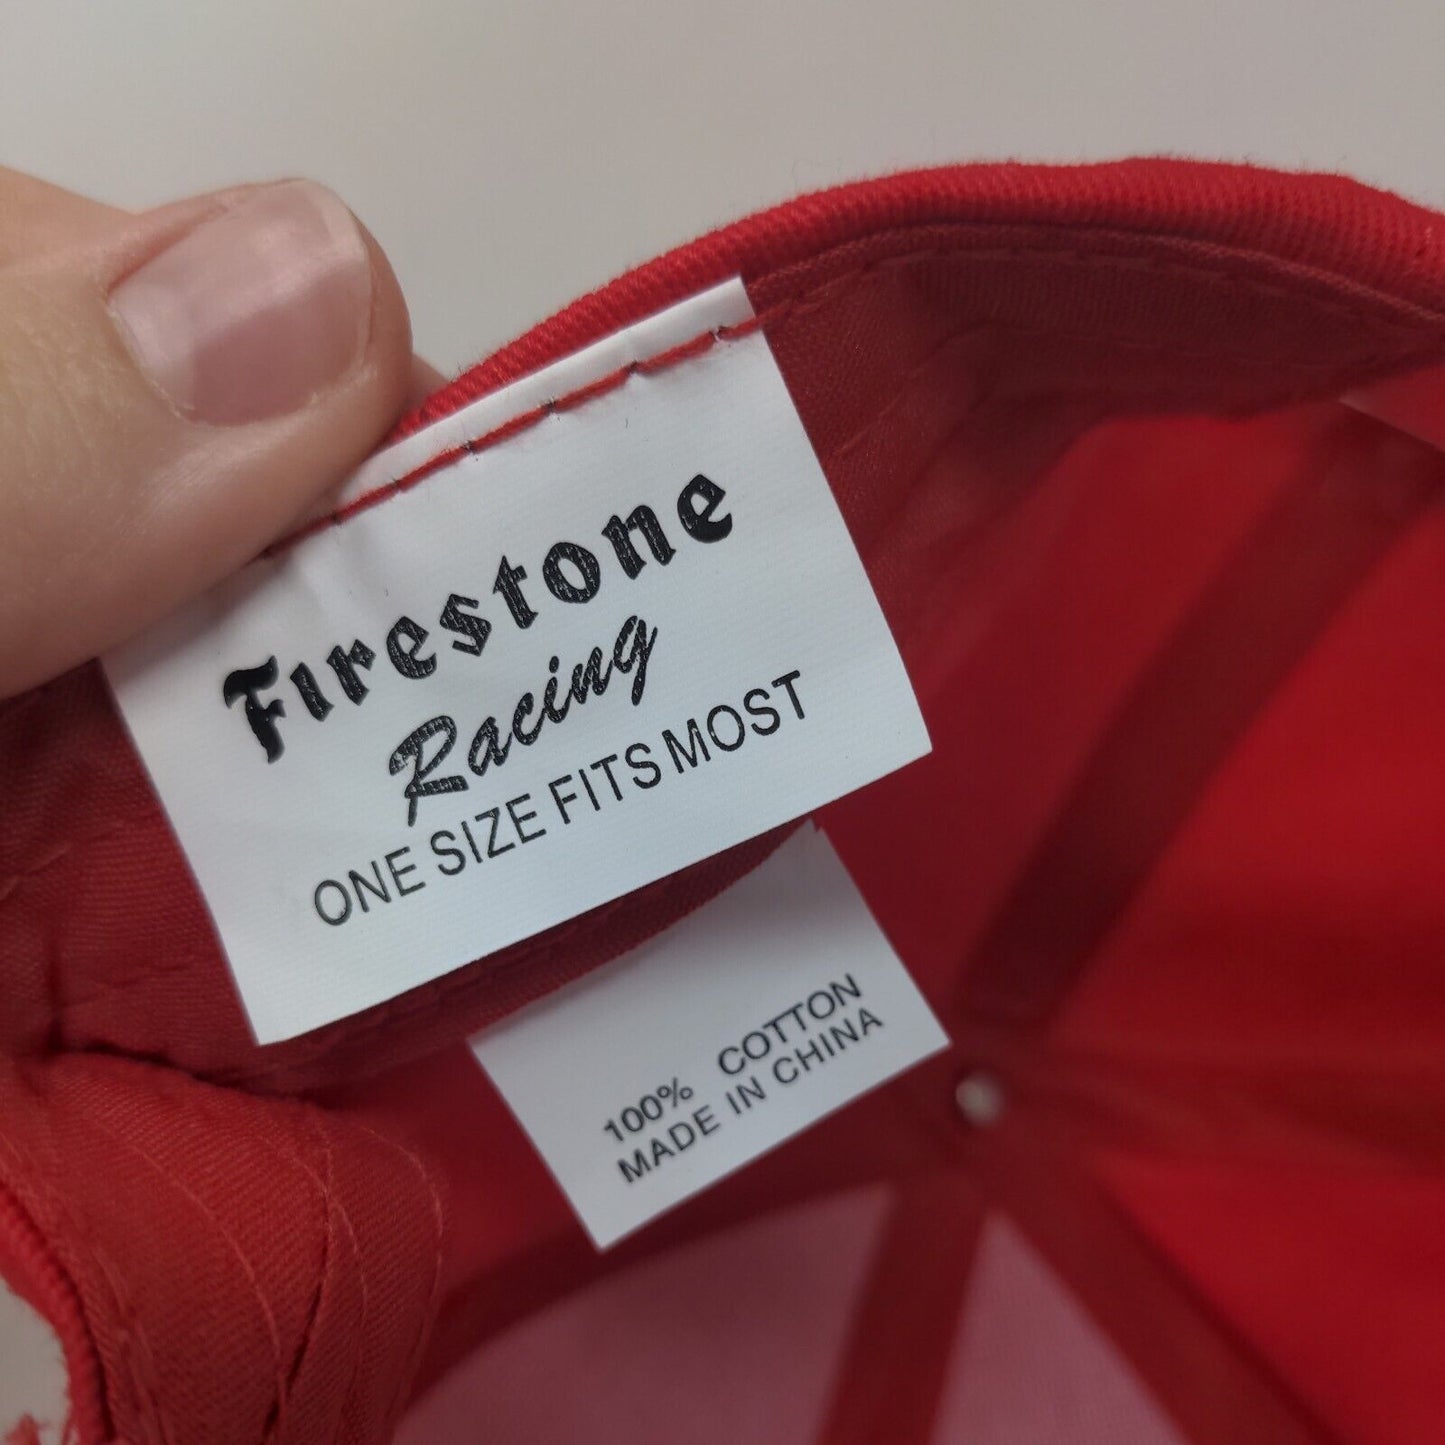 Firestone
Racing
ONE SIZE FITS MOST
100% COTTON
MADE IN CHINA